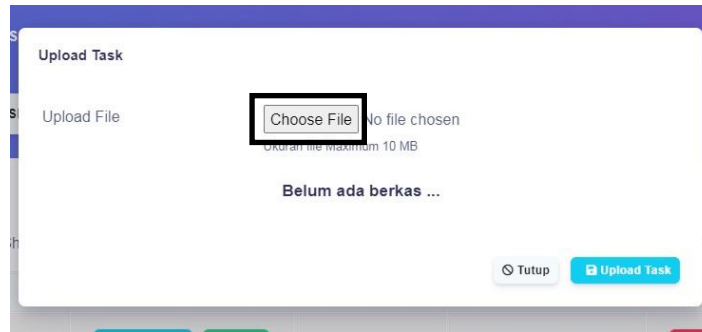 Upload Task
Upload File
Choose File No file chosen
Ukuran file Maximum 10 MB
Belum ada berkas ...
Tutup
Upload Task